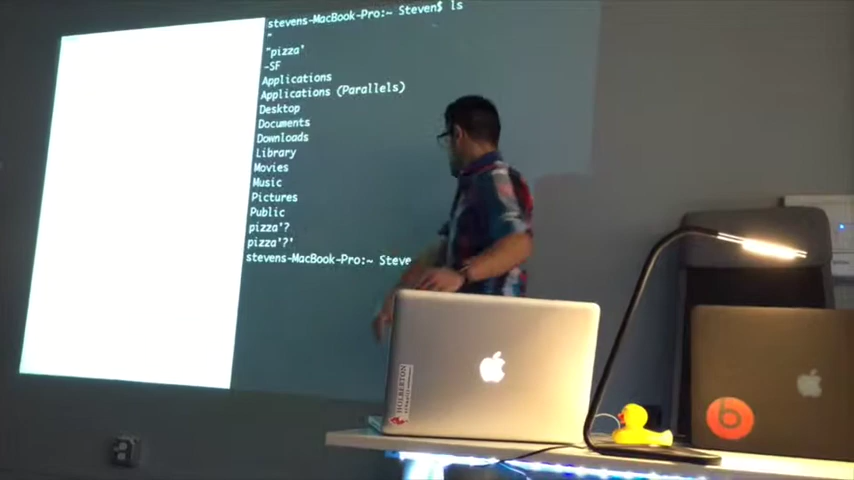 stevens-MacBook-Pro:~ Steven$ ls
"
"pizza'
-SF
Applications
Applications (Parallels)
Desktop
Documents
Downloads
Library
Movies
Music
Pictures
Public
pizza'?
pizza'?'
stevens-MacBook-Pro:~ Steve
HOLBERTON
b